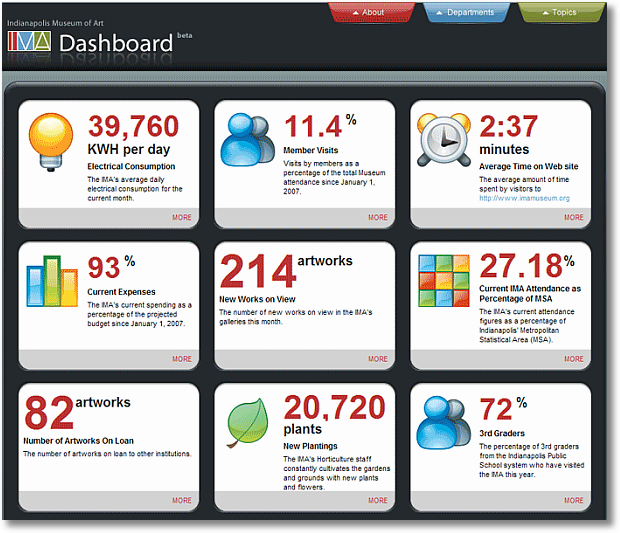 Indianapolis Museum of Art
IMA Dashboard beta
About
Departments
Topics
39,760
KWH per day
Electrical Consumption
The IMA's average daily
electrical consumption for the
current month.
MORE
11.4 %
Member Visits
Visits by members as a
percentage of the total Museum
attendance since January 1,
2007.
MORE
2:37
minutes
Average Time on Web site
The average amount of time
spent by visitors to
http://www.imamuseum.org
MORE
93 %
Current Expenses
The IMA's current spending as a
percentage of the projected
budget since January 1, 2007.
MORE
214 artworks
New Works on View
The number of new works on view in the IMA's
galleries this month.
MORE
27.18%
Current IMA Attendance as
Percentage of MSA
The IMA's current attendance
figures as a percentage of
Indianapolis' Metropolitan
Statistical Area (MSA).
MORE
82 artworks
Number of Artworks On Loan
The number of artworks on loan to other institutions.
MORE
20,720
plants
New Plantings
The IMA's Horticulture staff
constantly cultivates the gardens
and grounds with new plants
and flowers.
MORE
72 %
3rd Graders
The percentage of 3rd graders
from the Indianapolis Public
School system who have visited
the IMA this year.
MORE